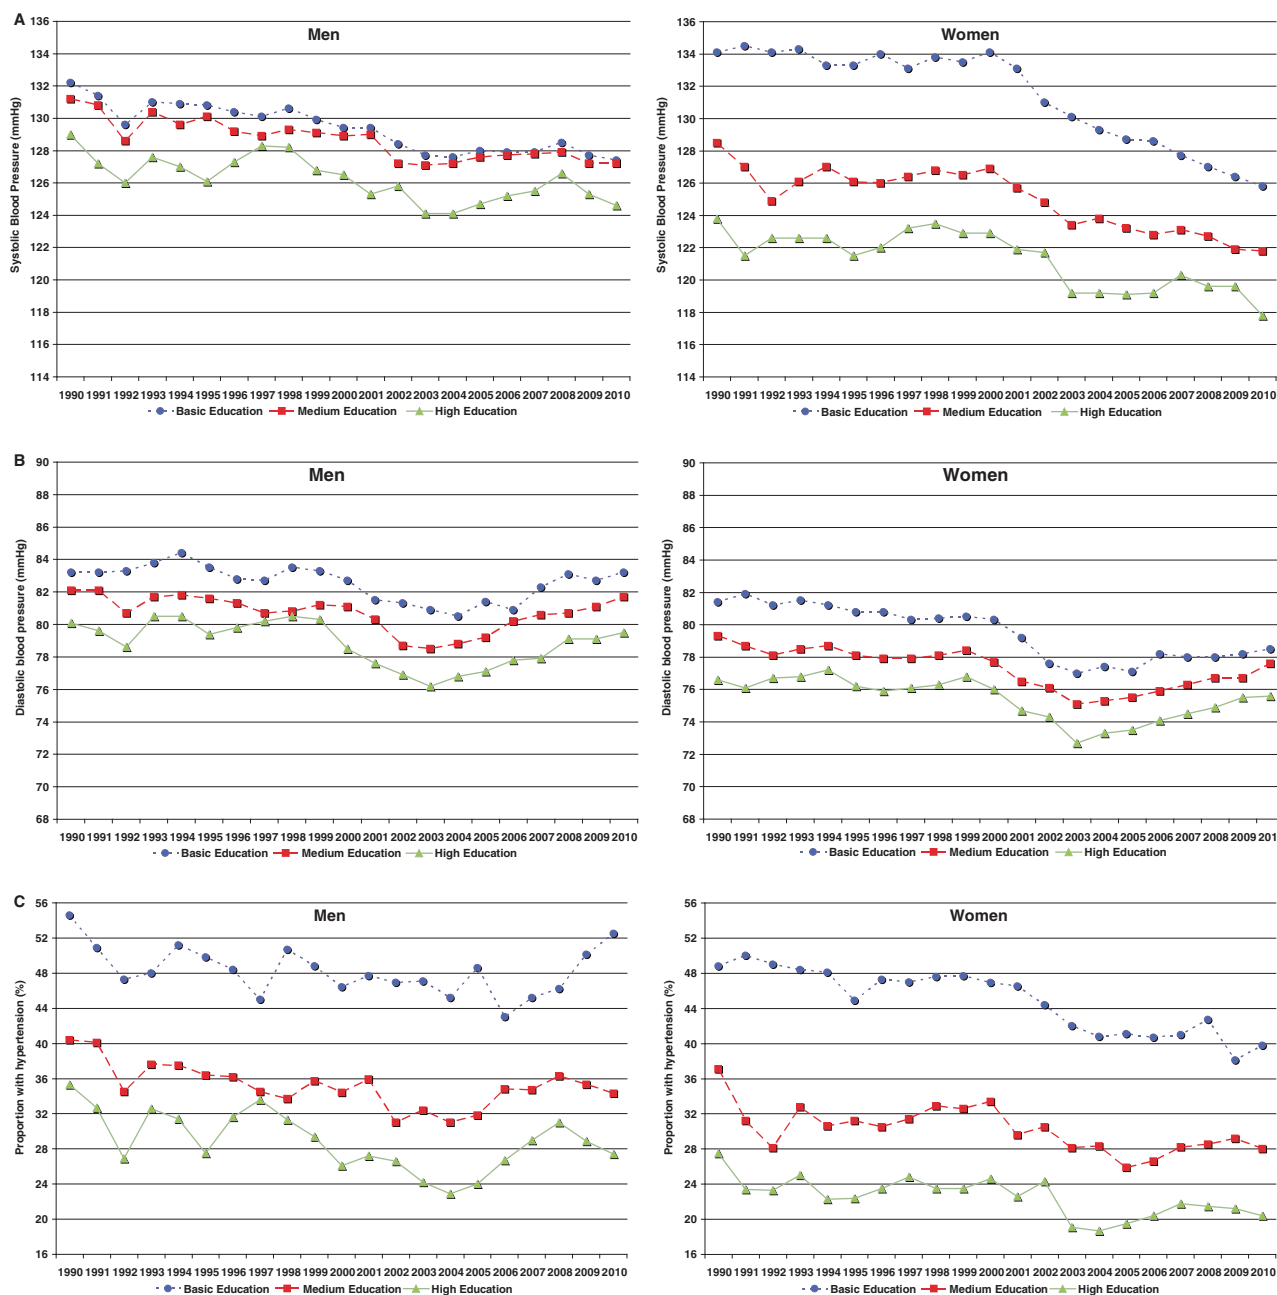 A
Men
Systolic Blood Pressure (mmHg)
136
134
132
130
128
126
124
122
120
118
116
114
1990 1991 1992 1993 1994 1995 1996 1997 1998 1999 2000 2001 2002 2003 2004 2005 2006 2007 2008 2009 2010
Basic Education Medium Education High Education
Women
Systolic Blood Pressure (mmHg)
136
134
132
130
128
126
124
122
120
118
116
114
1990 1991 1992 1993 1994 1995 1996 1997 1998 1999 2000 2001 2002 2003 2004 2005 2006 2007 2008 2009 2010
Basic Education Medium Education High Education
B
Men
Diastolic blood pressure (mmHg)
90
88
86
84
82
80
78
76
74
72
70
68
1990 1991 1992 1993 1994 1995 1996 1997 1998 1999 2000 2001 2002 2003 2004 2005 2006 2007 2008 2009 2010
Basic Education Medium Education High Education
Women
Diastolic blood pressure (mmHg)
90
88
86
84
82
80
78
76
74
72
70
68
1990 1991 1992 1993 1994 1995 1996 1997 1998 1999 2000 2001 2002 2003 2004 2005 2006 2007 2008 2009 201
Basic Education Medium Education High Education
C
Men
Proportion with hypertension (%)
56
52
48
44
40
36
32
28
24
20
16
1990 1991 1992 1993 1994 1995 1996 1997 1998 1999 2000 2001 2002 2003 2004 2005 2006 2007 2008 2009 2010
Basic Education Medium Education High Education
Women
Proportion with hypertension (%)
56
52
48
44
40
36
32
28
24
20
16
1990 1991 1992 1993 1994 1995 1996 1997 1998 1999 2000 2001 2002 2003 2004 2005 2006 2007 2008 2009 2010
Basic Education Medium Education High Education